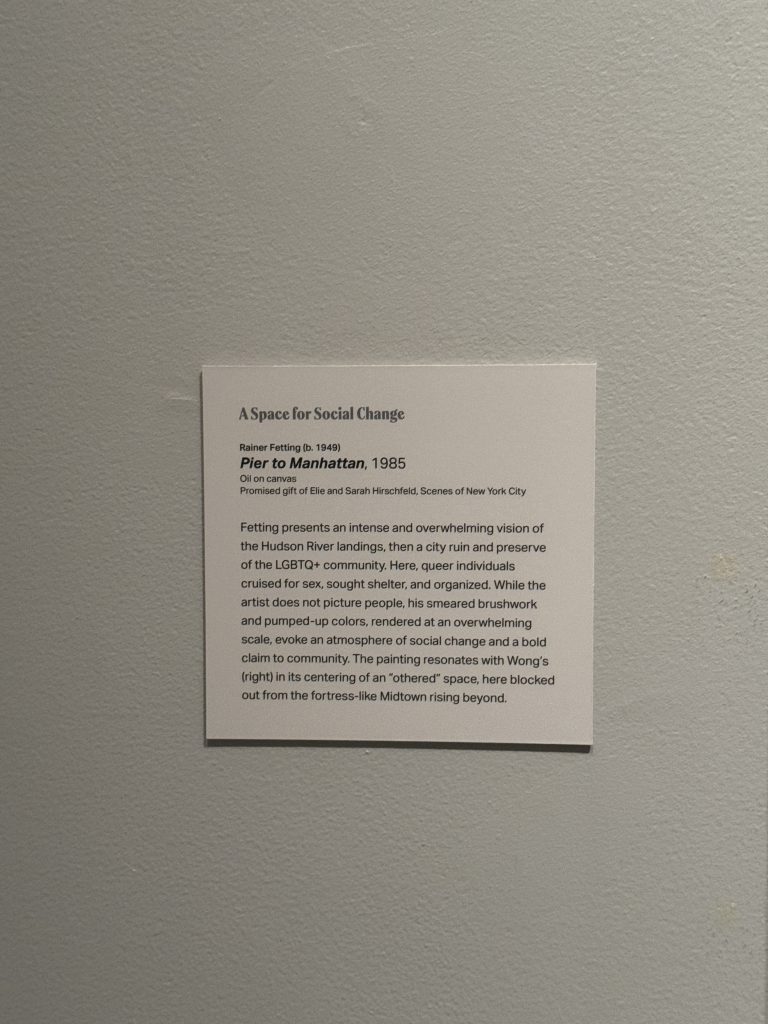 A Space for Social Change
Rainer Fetting (b. 1949)
Pier to Manhattan, 1985
Oil on canvas
Promised gift of Elie and Sarah Hirschfeld, Scenes of New York City
Fetting presents an intense and overwhelming vision of
the Hudson River landings, then a city ruin and preserve
of the LGBTQ+ community. Here, queer individuals
cruised for sex, sought shelter, and organized. While the
artist does not picture people, his smeared brushwork
and pumped-up colors, rendered at an overwhelming
scale, evoke an atmosphere of social change and a bold
claim to community. The painting resonates with Wong’s
(right) in its centering of an “othered” space, here blocked
out from the fortress-like Midtown rising beyond.